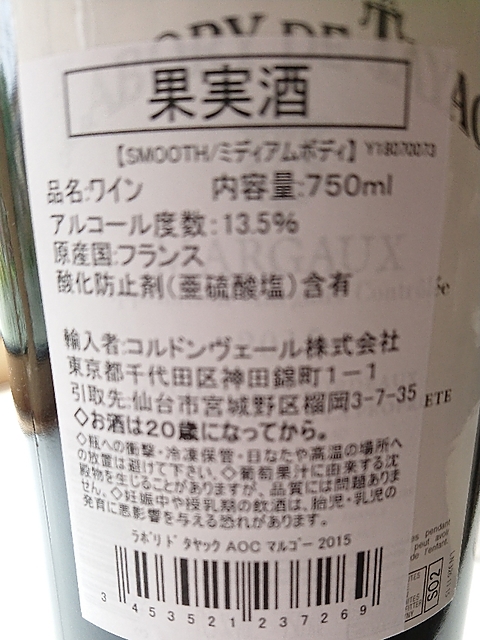 果実酒
【SMOOTH/ミディアムボディ】 Y18070073
品名:ワイン 内容量:750ml
アルコール度数:13.5%
原産国:フランス
酸化防止剤(亜硫酸塩)含有
輸入者:コルドンヴェール株式会社
東京都千代田区神田錦町1-1
引取先:仙台市宮城野区榴岡3-7-35
◇お酒は20歳になってから。
◇瓶への衝撃・冷凍保管・日なたや高温の場所へ
の放置は避けて下さい。◇葡萄果汁に由来する沈
殿物を生じることがありますが、品質には問題ありま
せん。◇妊娠中や授乳期の飲酒は、胎児・乳児の
発育に悪影響を与える恐れがあります。
ラボリ ド タヤック AOC マルゴー 2015
3 453521 237269
MARGAUX
ETE
peut avoir
de l'enfant.
SO2